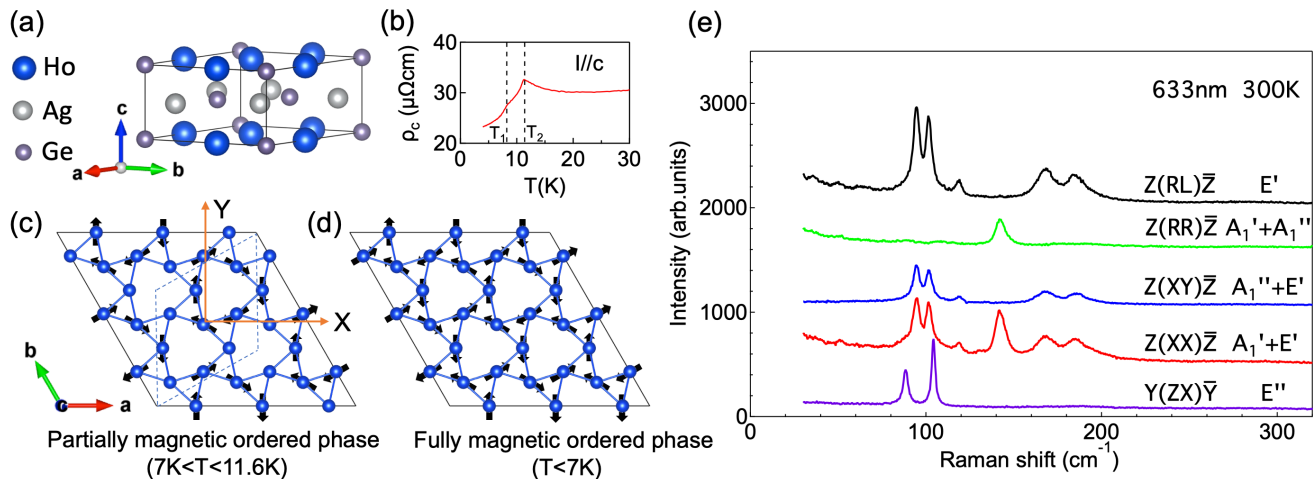 (a)
Ho
Ag
Ge
c
a
b
(b)
ρc (μΩcm)
40
30
20
I//c
T1
T2,
0
10
20
30
T(K)
(c)
Y
X
b
c
a
Partially magnetic ordered phase
(7K<T<11.6K)
(d)
Fully magnetic ordered phase
(T<7K)
(e)
633nm 300K
Z(RL)Z̅ E'
Z(RR)Z̅ A1'+A1''
Z(XY)Z̅ A1''+E'
Z(XX)Z̅ A1'+E'
Y(ZX)Y̅ E''
Intensity (arb.units)
3000
2000
1000
0
0
100
200
300
Raman shift (cm⁻¹)